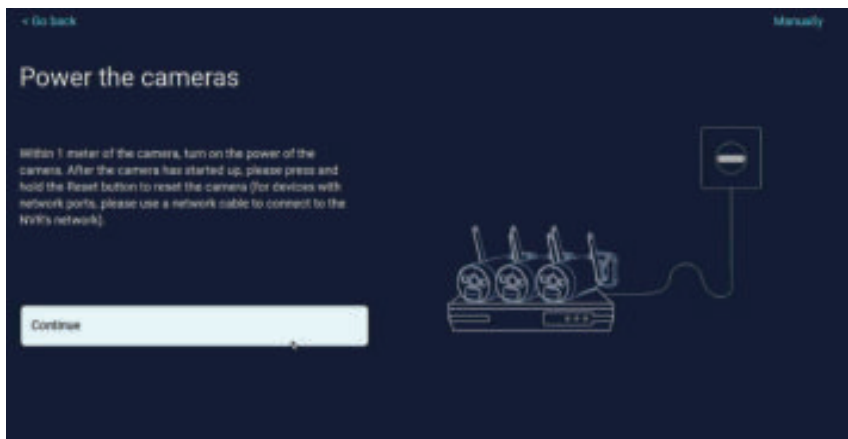 < Go back
Manually
Power the cameras
Within 1 meter of the camera, turn on the power of the
camera. After the camera has started up, please press and
hold the Reset button to reset the camera (for devices with
network ports, please use a network cable to connect to the
NVR's network).
Continue